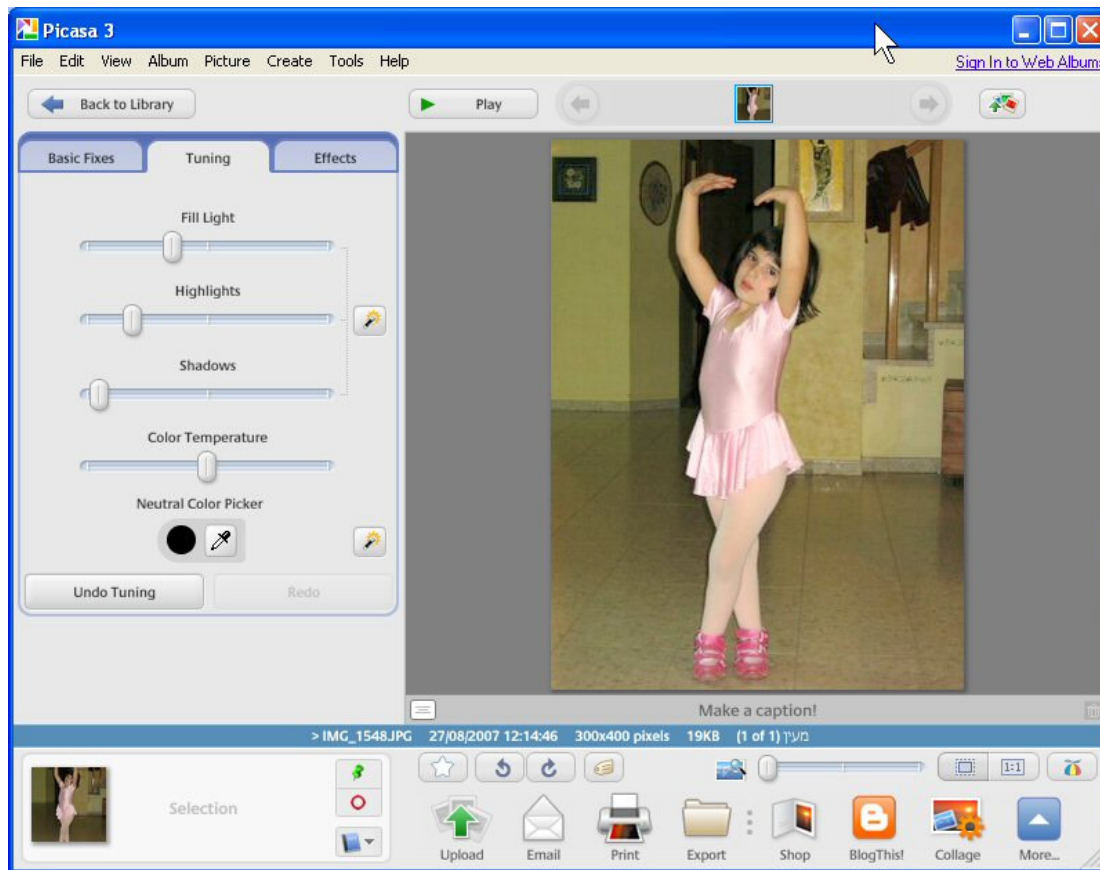 Picasa 3
File Edit View Album Picture Create Tools Help
Sign In to Web Albums
Back to Library
Play
Basic Fixes Tuning Effects
Fill Light
Highlights
Shadows
Color Temperature
Neutral Color Picker
Undo Tuning Redo
Make a caption!
> IMG_1548.JPG 27/08/2007 12:14:46 300x400 pixels 19KB (1 of 1) מעין
Selection
1:1
Upload Email Print Export Shop BlogThis! Collage More...